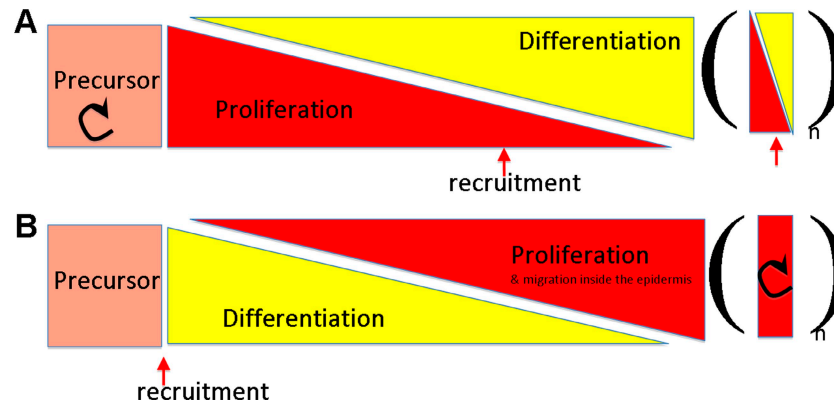 A
Precursor
Proliferation
Differentiation
n
recruitment
B
Precursor
Differentiation
Proliferation
& migration inside the epidermis
n
recruitment